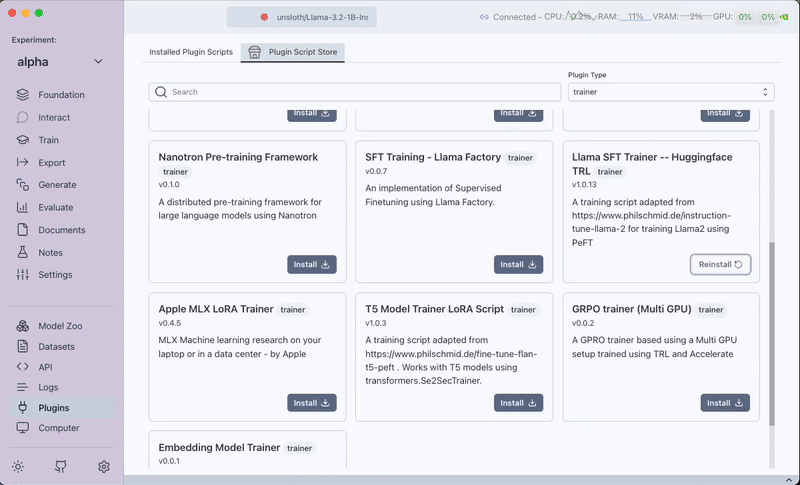 unsloth/Llama-3.2-1B-Ins
Connected - CPU: 0.2% RAM: 11% VRAM: 2% GPU: 0% 0%
Experiment:
alpha
Foundation
Interact
Train
Export
Generate
Evaluate
Documents
Notes
Settings
Model Zoo
Datasets
API
Logs
Plugins
Computer
Installed Plugin Scripts
Plugin Script Store
Plugin Type
Search
trainer
Install
Install
Install
Nanotron Pre-training Framework
trainer
v0.1.0
A distributed pre-training framework for
large language models using Nanotron
Install
SFT Training - Llama Factory trainer
v0.0.7
An implementation of Supervised
Finetuning using Llama Factory.
Install
Llama SFT Trainer -- Huggingface
TRL trainer
v1.0.13
A training script adapted from
https://www.philschmid.de/instruction-
tune-llama-2 for training Llama2 using
PeFT
Reinstall
Apple MLX LoRA Trainer trainer
v0.4.5
MLX Machine learning research on your
laptop or in a data center - by Apple
Install
T5 Model Trainer LoRA Script trainer
v1.0.3
A training script adapted from
https://www.philschmid.de/fine-tune-flan-
t5-peft . Works with T5 models using
transformers.Se2SecTrainer.
Install
GRPO trainer (Multi GPU) trainer
v0.0.2
A GPRO trainer based using a Multi GPU
setup trained using TRL and Accelerate
Install
Embedding Model Trainer trainer
v0.0.1